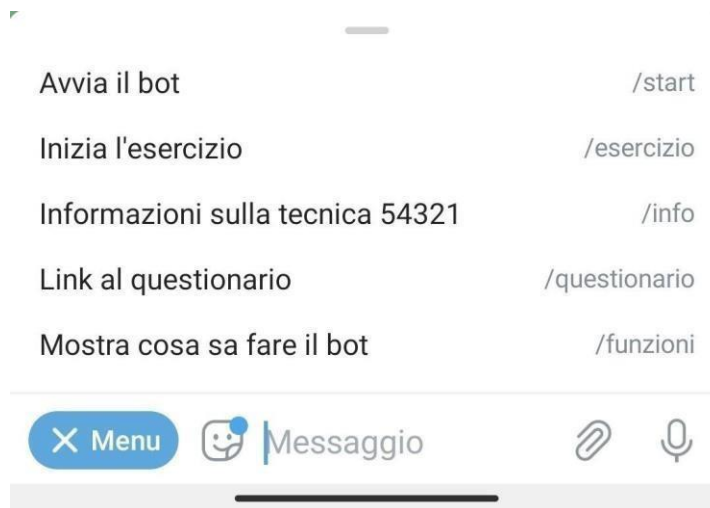 Avvia il bot /start
Inizia l'esercizio /esercizio
Informazioni sulla tecnica 54321 /info
Link al questionario /questionario
Mostra cosa sa fare il bot /funzioni
Menu Messaggio